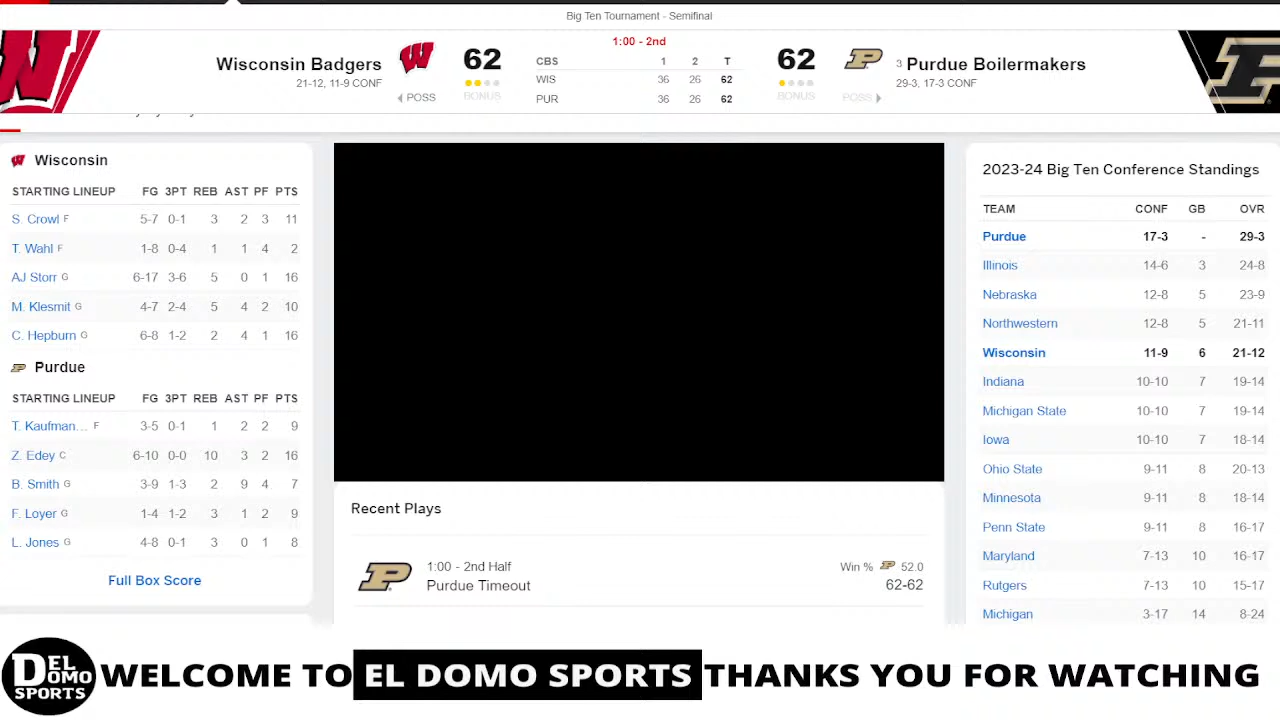 Big Ten Tournament - Semifinal
Wisconsin Badgers
21-12, 11-9 CONF
POSS
62
BONUS
1:00 - 2nd
CBS 1 2 T
WIS 36 26 62
PUR 36 26 62
62
BONUS
3 Purdue Boilermakers
29-3, 17-3 CONF
POSS
Wisconsin
STARTING LINEUP FG 3PT REB AST PF PTS
S. Crowl F 5-7 0-1 3 2 3 11
T. Wahl F 1-8 0-4 1 1 4 2
AJ Storr G 6-17 3-6 5 0 1 16
M. Klesmit G 4-7 2-4 5 4 2 10
C. Hepburn G 6-8 1-2 2 4 1 16
Purdue
STARTING LINEUP FG 3PT REB AST PF PTS
T. Kaufman... F 3-5 0-1 1 2 2 9
Z. Edey C 6-10 0-0 10 3 2 16
B. Smith G 3-9 1-3 2 9 4 7
F. Loyer G 1-4 1-2 3 1 2 9
L. Jones G 4-8 0-1 3 0 1 8
Full Box Score
Recent Plays
1:00 - 2nd Half
Purdue Timeout
Win % 52.0
62-62
2023-24 Big Ten Conference Standings
TEAM CONF GB OVR
Purdue 17-3 - 29-3
Illinois 14-6 3 24-8
Nebraska 12-8 5 23-9
Northwestern 12-8 5 21-11
Wisconsin 11-9 6 21-12
Indiana 10-10 7 19-14
Michigan State 10-10 7 19-14
Iowa 10-10 7 18-14
Ohio State 9-11 8 20-13
Minnesota 9-11 8 18-14
Penn State 9-11 8 16-17
Maryland 7-13 10 16-17
Rutgers 7-13 10 15-17
Michigan 3-17 14 8-24
DEL DOMO SPORTS
WELCOME TO EL DOMO SPORTS THANKS YOU FOR WATCHING